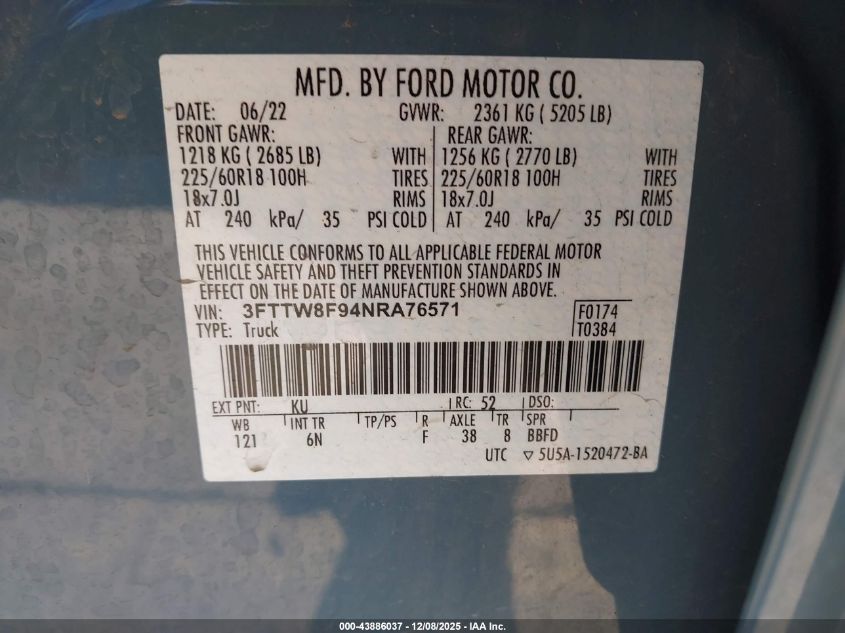 MFD. BY FORD MOTOR CO.
DATE: 06/22 GVWR: 2361 KG ( 5205 LB)
FRONT GAWR: REAR GAWR:
1218 KG ( 2685 LB) WITH 1256 KG ( 2770 LB) WITH
225/60R18 100H TIRES 225/60R18 100H TIRES
18x7.0J RIMS 18x7.0J RIMS
AT 240 kPa/ 35 PSI COLD AT 240 kPa/ 35 PSI COLD
THIS VEHICLE CONFORMS TO ALL APPLICABLE FEDERAL MOTOR
VEHICLE SAFETY AND THEFT PREVENTION STANDARDS IN
EFFECT ON THE DATE OF MANUFACTURE SHOWN ABOVE.
VIN: 3FTTW8F94NRA76571 F0174
TYPE: Truck T0384
EXT PNT: KU RC: 52 DSO:
WB INT TR TP/PS R AXLE TR SPR
121 6N F 38 8 BBFD
UTC ▽ 5U5A-1520472-BA
000-43886037 - 12/08/2025 - IAA Inc.